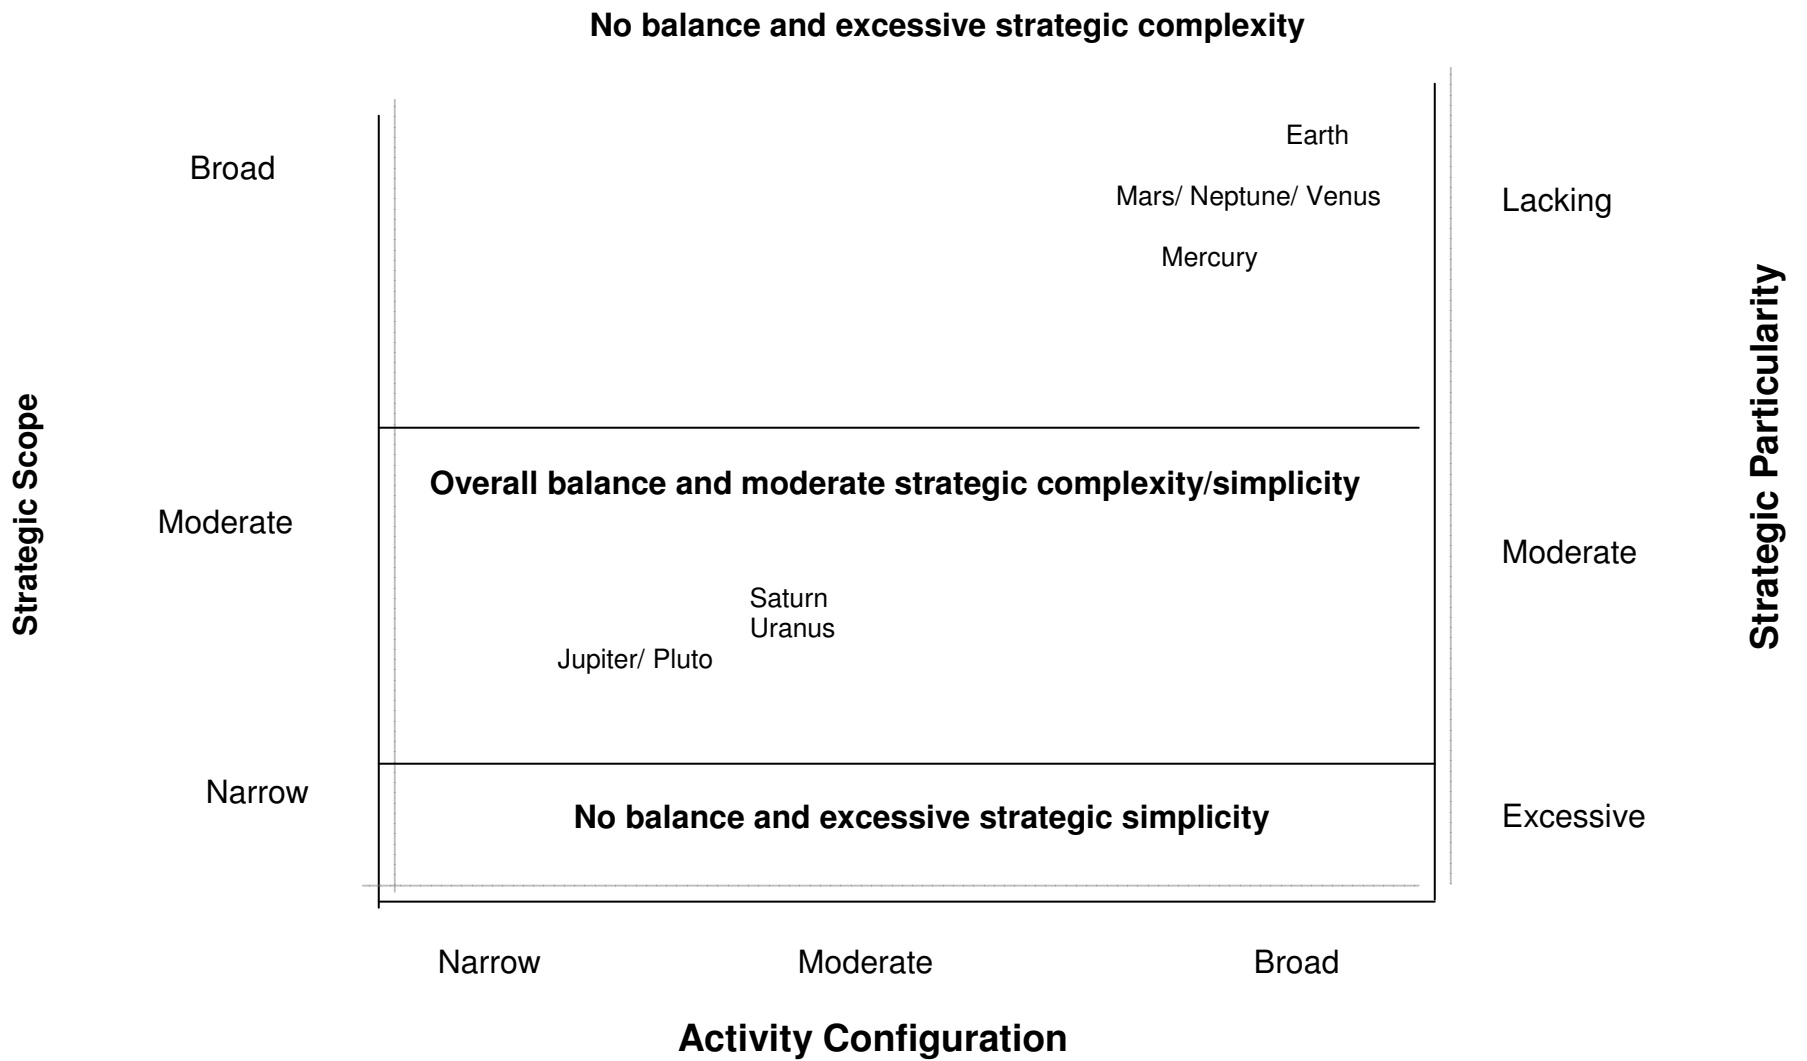 No balance and excessive strategic complexity
Earth
Broad
Mars/ Neptune/ Venus
Lacking
Mercury
Strategic Scope
Strategic Particularity
Overall balance and moderate strategic complexity/simplicity
Moderate
Moderate
Saturn
Uranus
Jupiter/ Pluto
Narrow
No balance and excessive strategic simplicity
Excessive
Narrow
Moderate
Broad
Activity Configuration